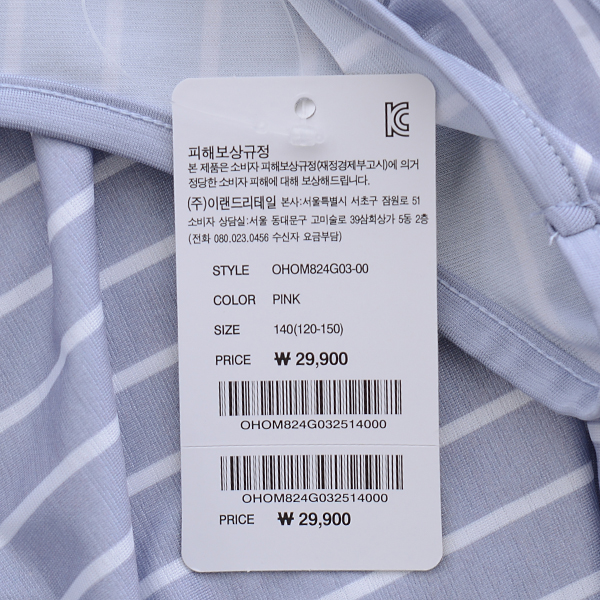 KC
피해보상규정
본 제품은 소비자 피해보상규정(재정경제부고시)에 의거
정당한 소비자 피해에 대해 보상해드립니다.
(주)이랜드리테일 본사:서울특별시 서초구 잠원로 51
소비자 상담실:서울 동대문구 고미술로 39삼회상가 5동 2층
(전화 080.023.0456 수신자 요금부담)
STYLE OHOM824G03-00
COLOR PINK
SIZE 140(120-150)
PRICE ₩ 29,900
OHOM824G032514000
OHOM824G032514000
PRICE ₩ 29,900